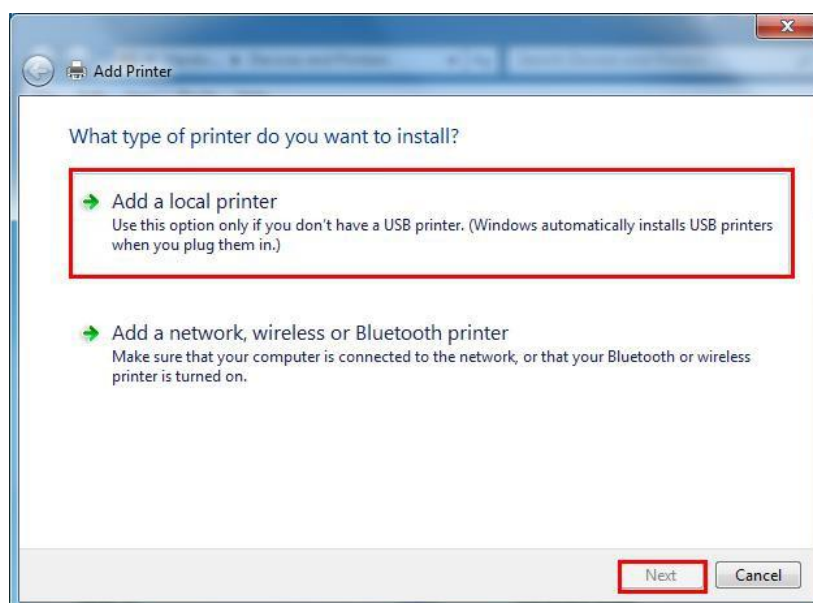 Add Printer
What type of printer do you want to install?
Add a local printer
Use this option only if you don't have a USB printer. (Windows automatically installs USB printers
when you plug them in.)
Add a network, wireless or Bluetooth printer
Make sure that your computer is connected to the network, or that your Bluetooth or wireless
printer is turned on.
Next
Cancel